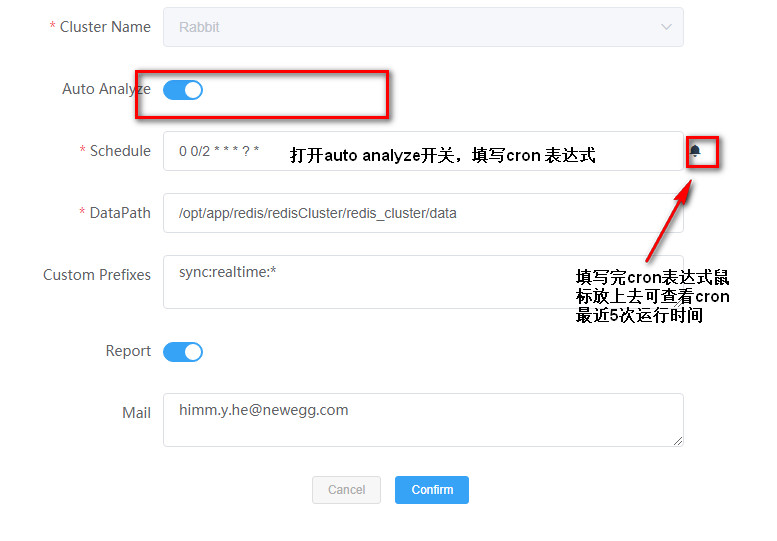 * Cluster Name Rabbit
Auto Analyze
* Schedule 0 0/2 * * * ? * 打开auto analyze开关，填写cron 表达式
* DataPath /opt/app/redis/redisCluster/redis_cluster/data
Custom Prefixes sync:realtime:*
填写完cron表达式鼠
标放上去可查看cron
最近5次运行时间
Report
Mail himm.y.he@newegg.com
Cancel Confirm